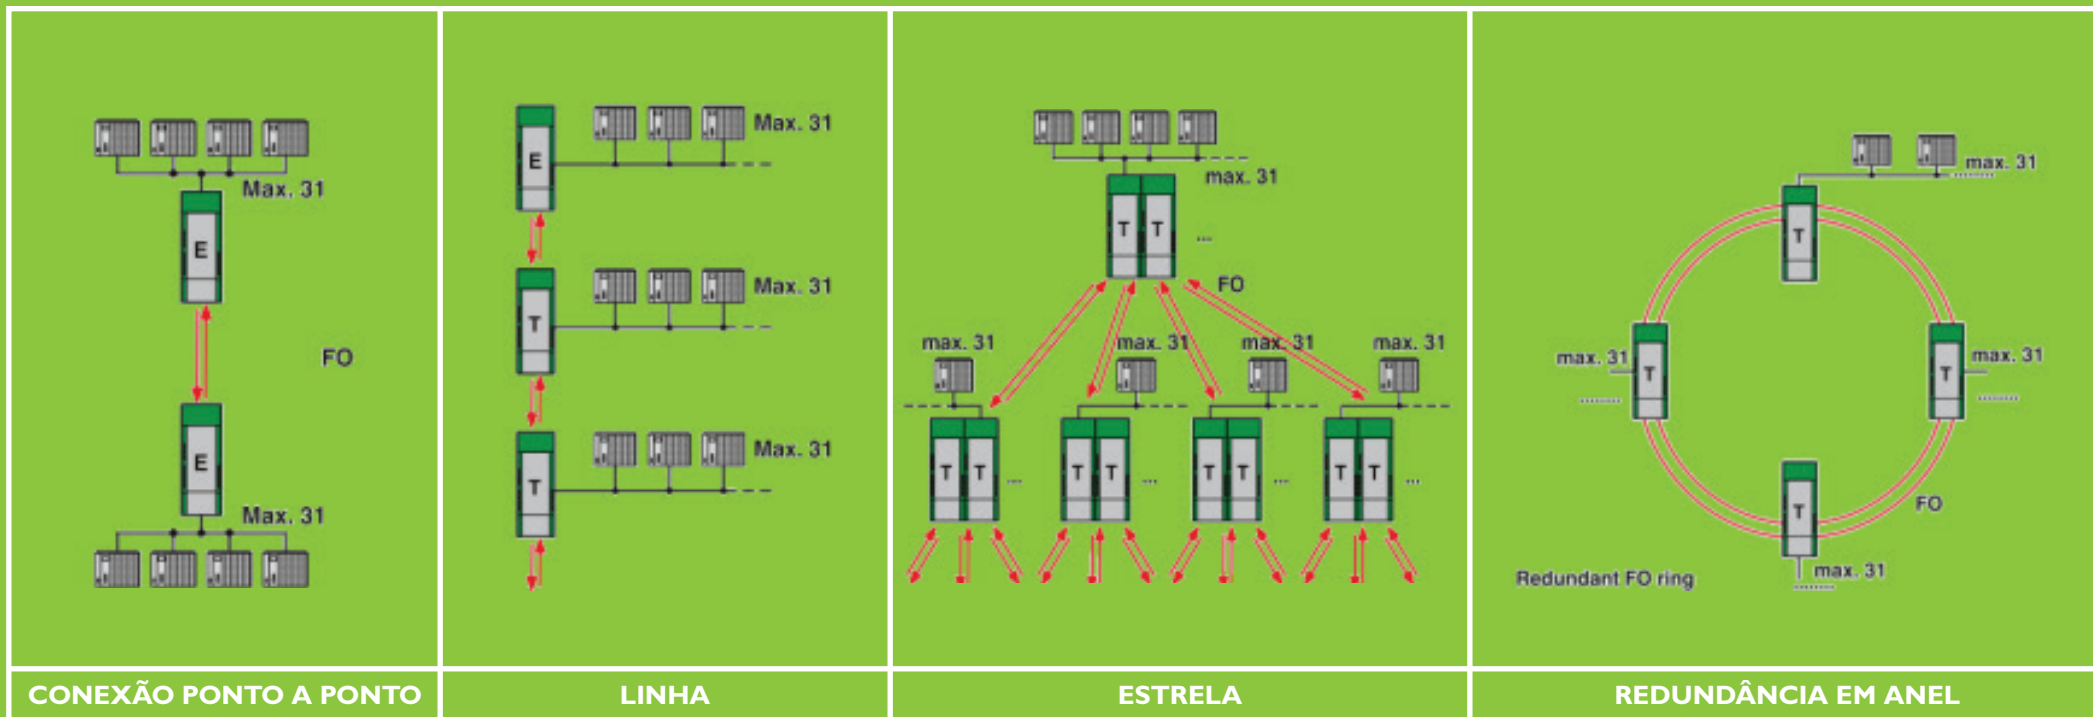 Max. 31
E
FO
E
Max. 31
CONEXÃO PONTO A PONTO
E
Max. 31
T
Max. 31
T
Max. 31
LINHA
max. 31
T T ...
FO
max. 31 max. 31 max. 31 max. 31
T T ... T T ... T T ... T T ...
ESTRELA
max. 31
T
max. 31 T T max. 31
T
FO
max. 31
Redundant FO ring
REDUNDÂNCIA EM ANEL